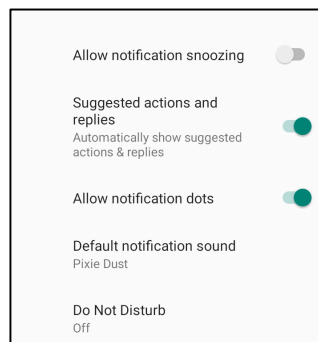 Allow notification snoozing
Suggested actions and
replies
Automatically show suggested
actions & replies
Allow notification dots
Default notification sound
Pixie Dust
Do Not Disturb
Off